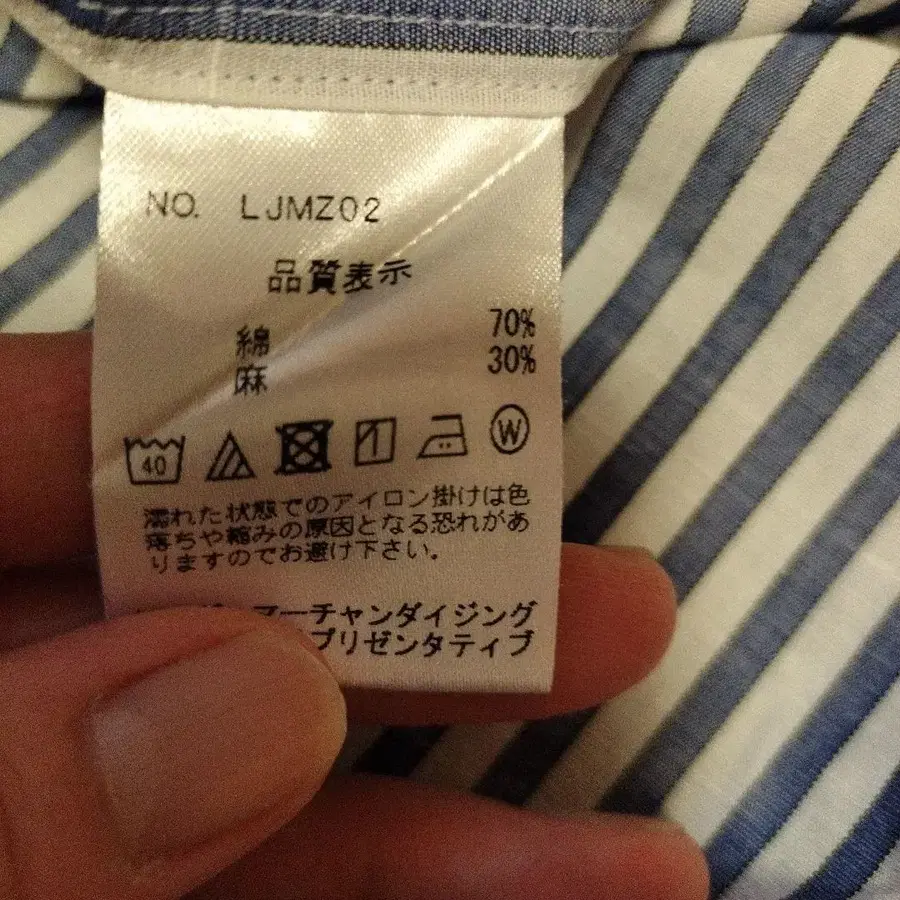 NO. LJMZ02
品質表示
綿 70%
麻 30%
40 W
濡れた状態でのアイロン掛けは色
落ちや縮みの原因となる恐れがあ
りますのでお避け下さい。
マーチャンダイジング
プリゼンタティブ